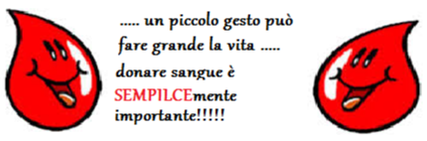 ..... un piccolo gesto può
fare grande la vita .....
donare sangue è
SEMPILCEmente
importante!!!!!